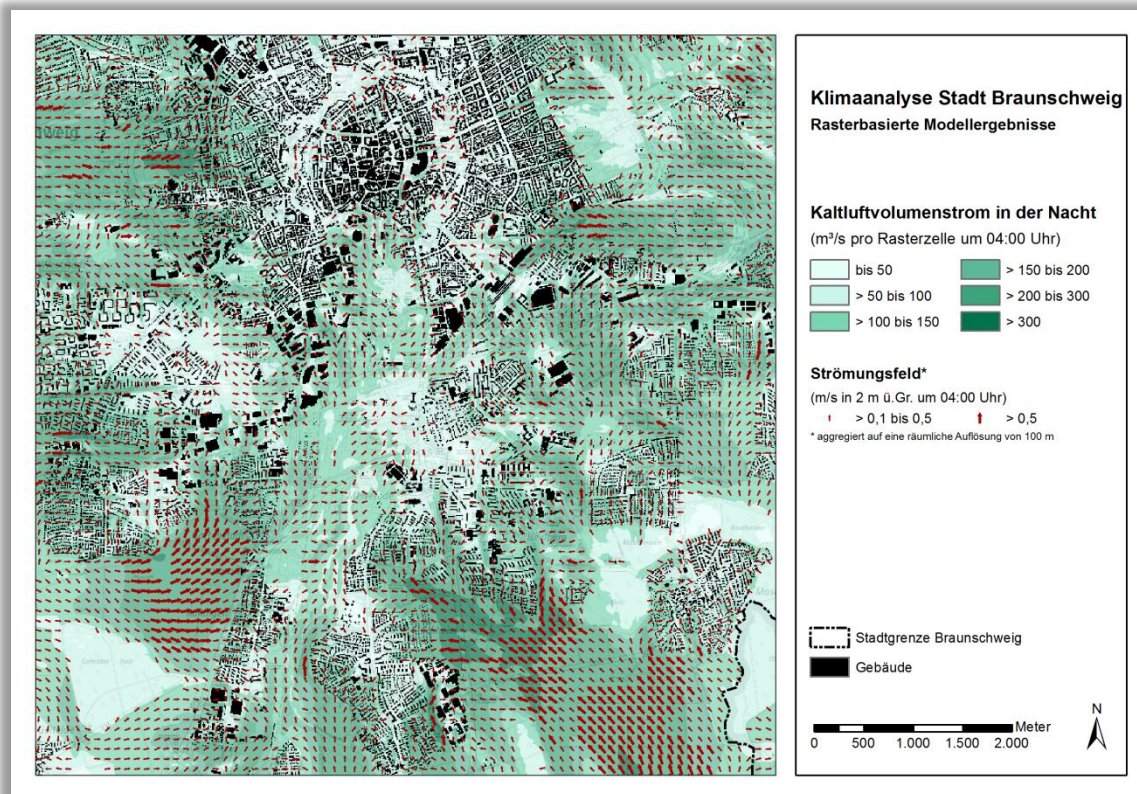 Klimaanalyse Stadt Braunschweig
Rasterbasierte Modellergebnisse
Kaltluftvolumenstrom in der Nacht
(m³/s pro Rasterzelle um 04:00 Uhr)
bis 50
> 150 bis 200
> 50 bis 100
> 200 bis 300
> 100 bis 150
> 300
Strömungsfeld*
(m/s in 2 m ü.Gr. um 04:00 Uhr)
> 0,1 bis 0,5
> 0,5
* aggregiert auf eine räumliche Auflösung von 100 m
Stadtgrenze Braunschweig
Gebäude
Meter
0 500 1.000 1.500 2.000
N